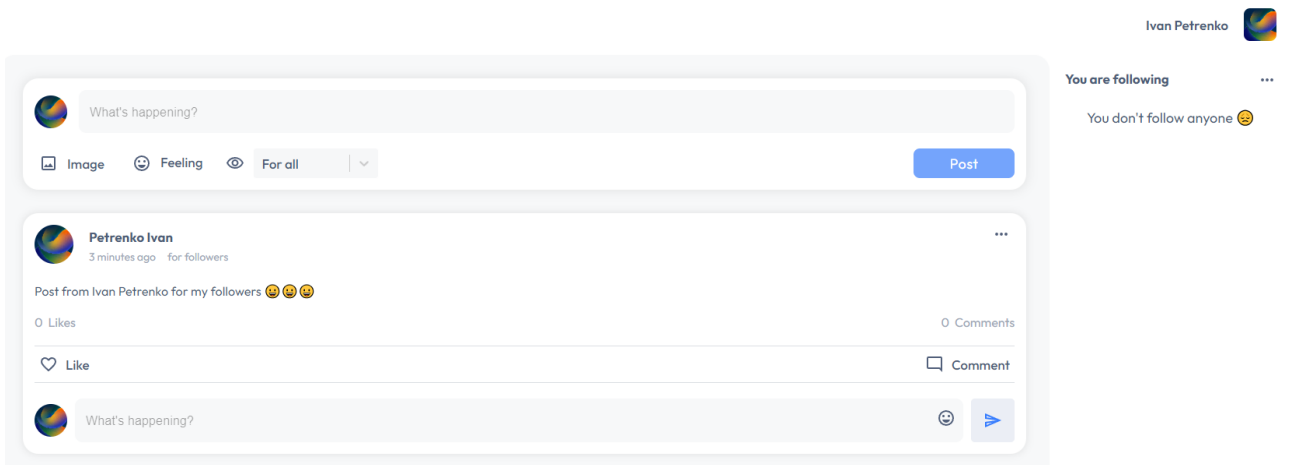 Ivan Petrenko
You are following
You don't follow anyone 😞
What's happening?
Image Feeling For all Post
Petrenko Ivan
3 minutes ago for followers
Post from Ivan Petrenko for my followers 😀😀😀
0 Likes 0 Comments
Like Comment
What's happening?